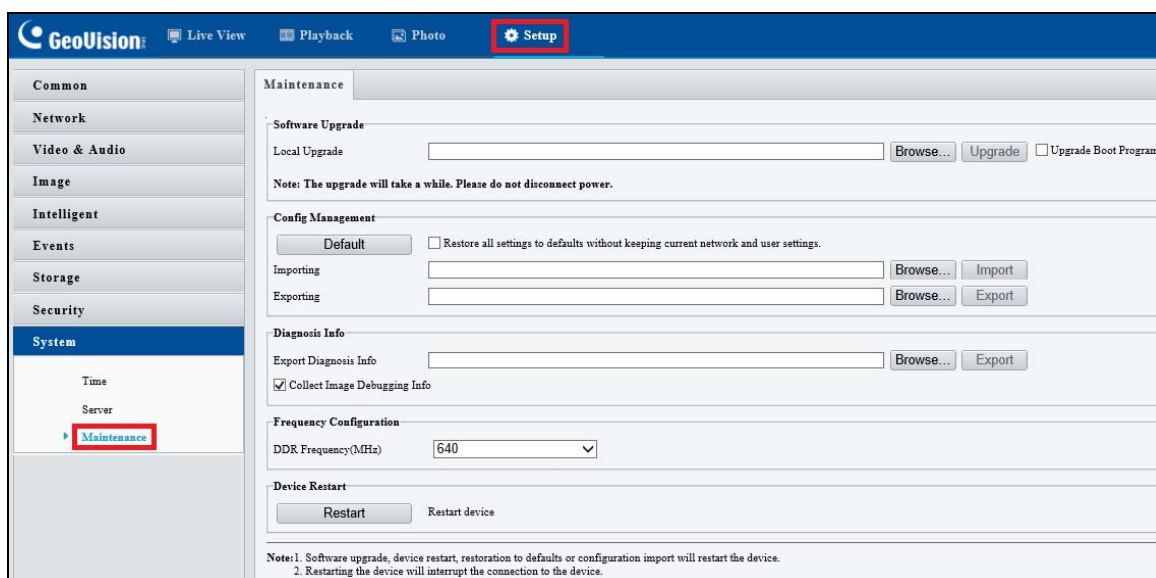 GeoVision Live View Playback Photo Setup
Common
Network
Video & Audio
Image
Intelligent
Events
Storage
Security
System
Time
Server
Maintenance
Maintenance
Software Upgrade
Local Upgrade Browse... Upgrade Upgrade Boot Program
Note: The upgrade will take a while. Please do not disconnect power.
Config Management
Default Restore all settings to defaults without keeping current network and user settings.
Importing Browse... Import
Exporting Browse... Export
Diagnosis Info
Export Diagnosis Info Browse... Export
Collect Image Debugging Info
Frequency Configuration
DDR Frequency(MHz) 640
Device Restart
Restart Restart device
Note:1. Software upgrade, device restart, restoration to defaults or configuration import will restart the device.
2. Restarting the device will interrupt the connection to the device.